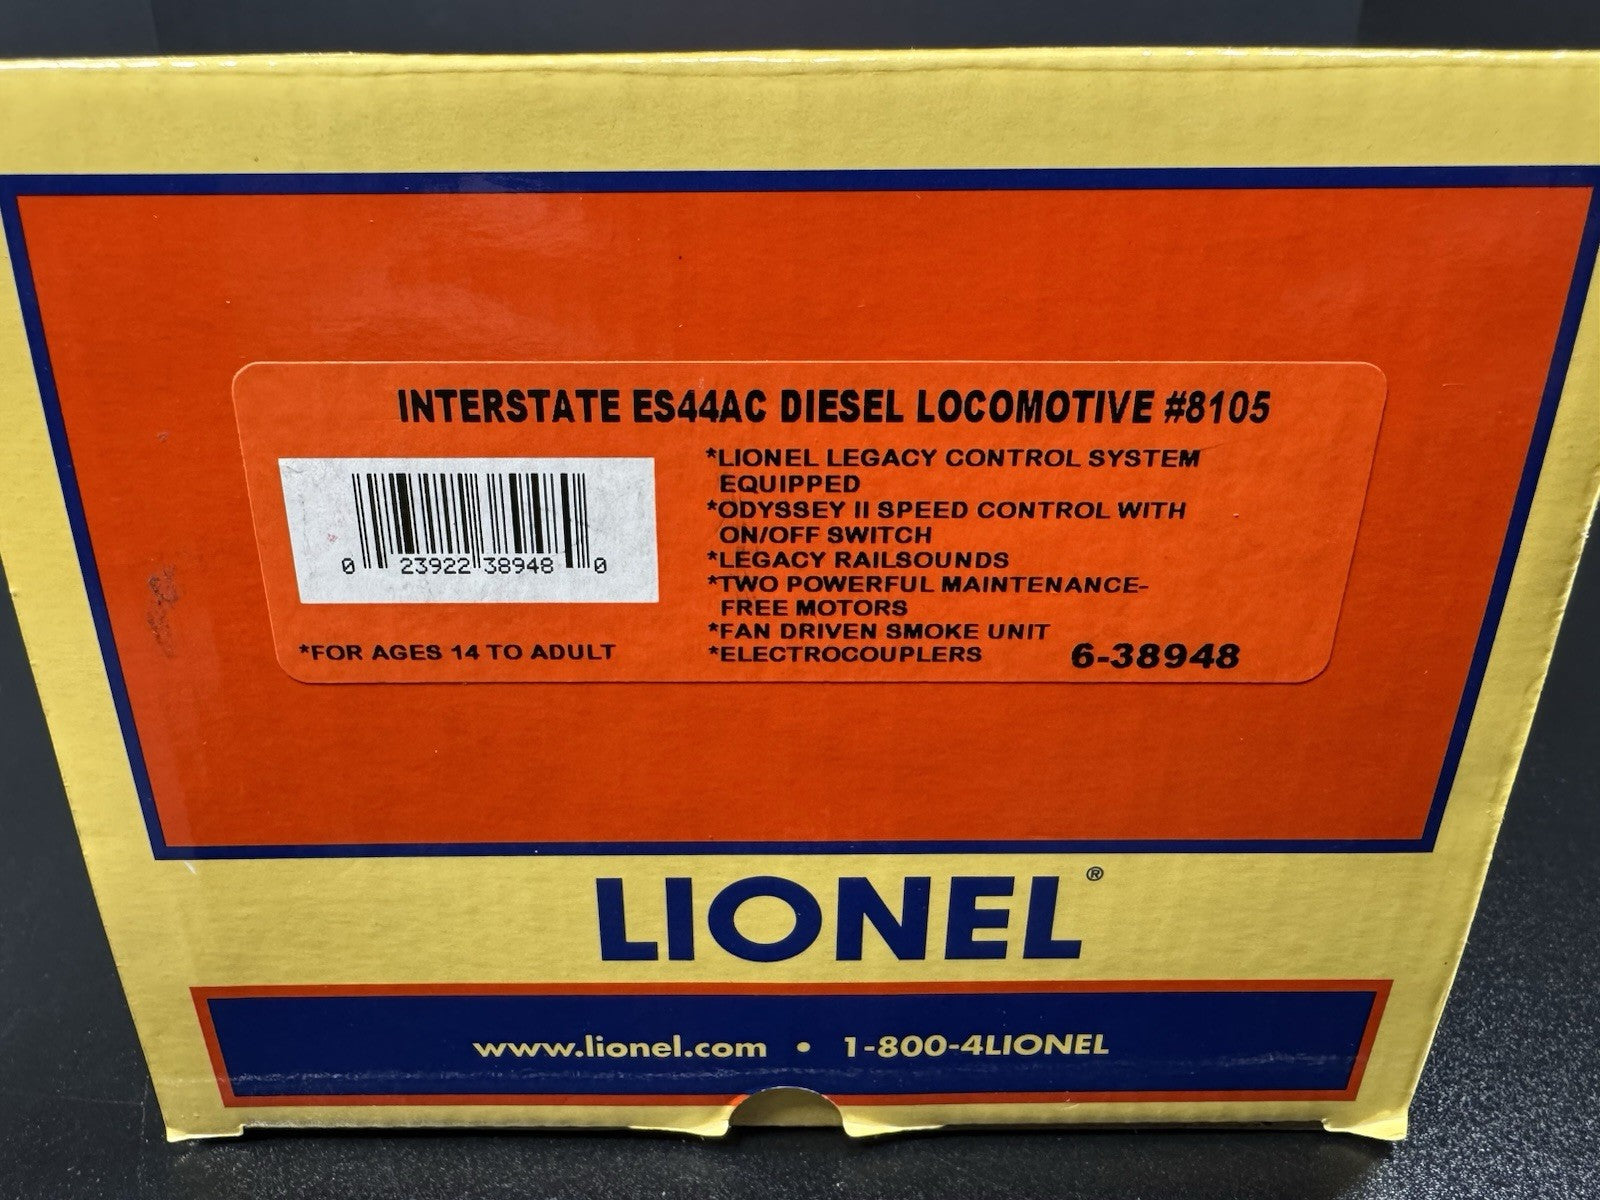 INTERSTATE ES44AC DIESEL LOCOMOTIVE #8105
*LIONEL LEGACY CONTROL SYSTEM
EQUIPPED
*ODYSSEY II SPEED CONTROL WITH
ON/OFF SWITCH
*LEGACY RAILSOUNDS
*TWO POWERFUL MAINTENANCE-
FREE MOTORS
*FAN DRIVEN SMOKE UNIT
*ELECTROCOUPLERS
0 23922 38948 0
*FOR AGES 14 TO ADULT
6-38948
LIONEL®
www.lionel.com • 1-800-4LIONEL